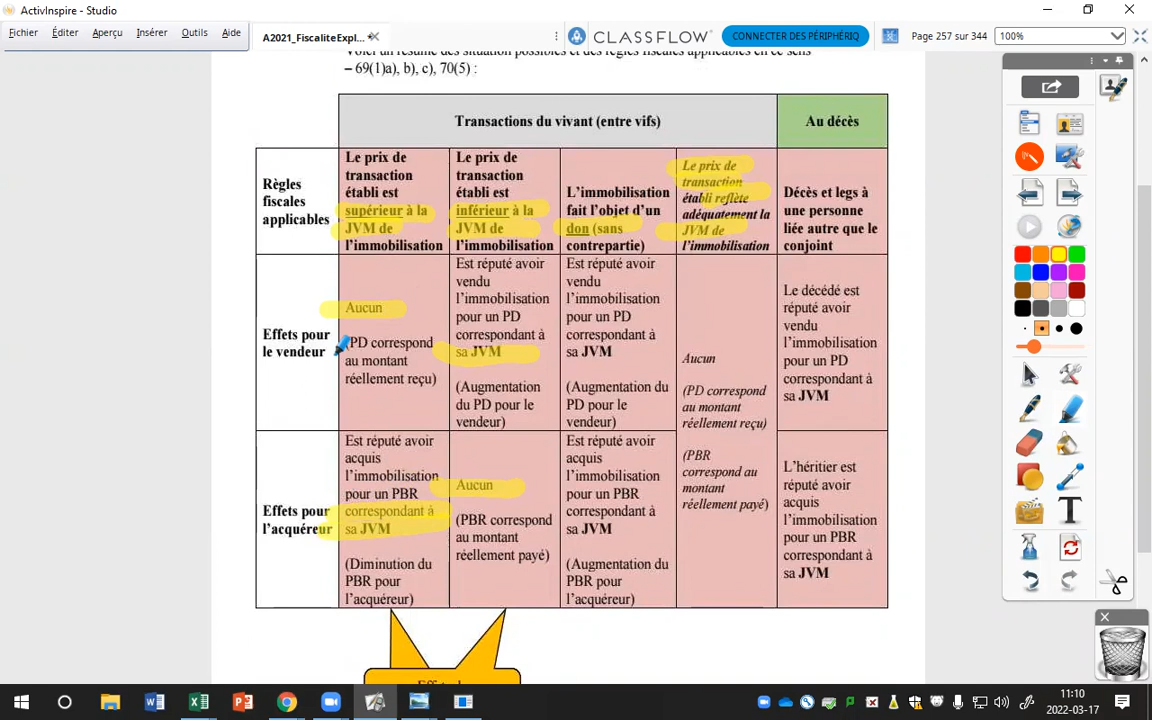 ActivInspire - Studio
Fichier Éditer Aperçu Insérer Outils Aide
A2021_FiscaliteExpl...
CLASSFLOW
CONNECTER DES PÉRIPHÉRIQ
Page 257 sur 344
100%
– 69(1)a), b), c), 70(5) :
Transactions du vivant (entre vifs)
Au décès
Règles
fiscales
applicables
Le prix de
transaction
établi est
supérieur à la
JVM de
l'immobilisation
Le prix de
transaction
établi est
inférieur à la
JVM de
l'immobilisation
L'immobilisation
fait l'objet d'un
don (sans
contrepartie)
Le prix de
transaction
établi reflète
adéquatement la
JVM de
l'immobilisation
Décès et legs à
une personne
liée autre que le
conjoint
Effets pour
le vendeur
Aucun
(PD correspond
au montant
réellement reçu)
Est réputé avoir
vendu
l'immobilisation
pour un PD
correspondant à
sa JVM
(Augmentation
du PD pour le
vendeur)
Est réputé avoir
vendu
l'immobilisation
pour un PD
correspondant à
sa JVM
(Augmentation du
PD pour le
vendeur)
Aucun
(PD correspond
au montant
réellement reçu)
(PBR
correspond au
montant
réellement payé)
Le décédé est
réputé avoir
vendu
l'immobilisation
pour un PD
correspondant à
sa JVM
Effets pour
l'acquéreur
Est réputé avoir
acquis
l'immobilisation
pour un PBR
correspondant à
sa JVM
(Diminution du
PBR pour
l'acquéreur)
Aucun
(PBR correspond
au montant
réellement payé)
Est réputé avoir
acquis
l'immobilisation
pour un PBR
correspondant à
sa JVM
(Augmentation du
PBR pour
l'acquéreur)
L'héritier est
réputé avoir
acquis
l'immobilisation
pour un PBR
correspondant à
sa JVM
11:10
2022-03-17